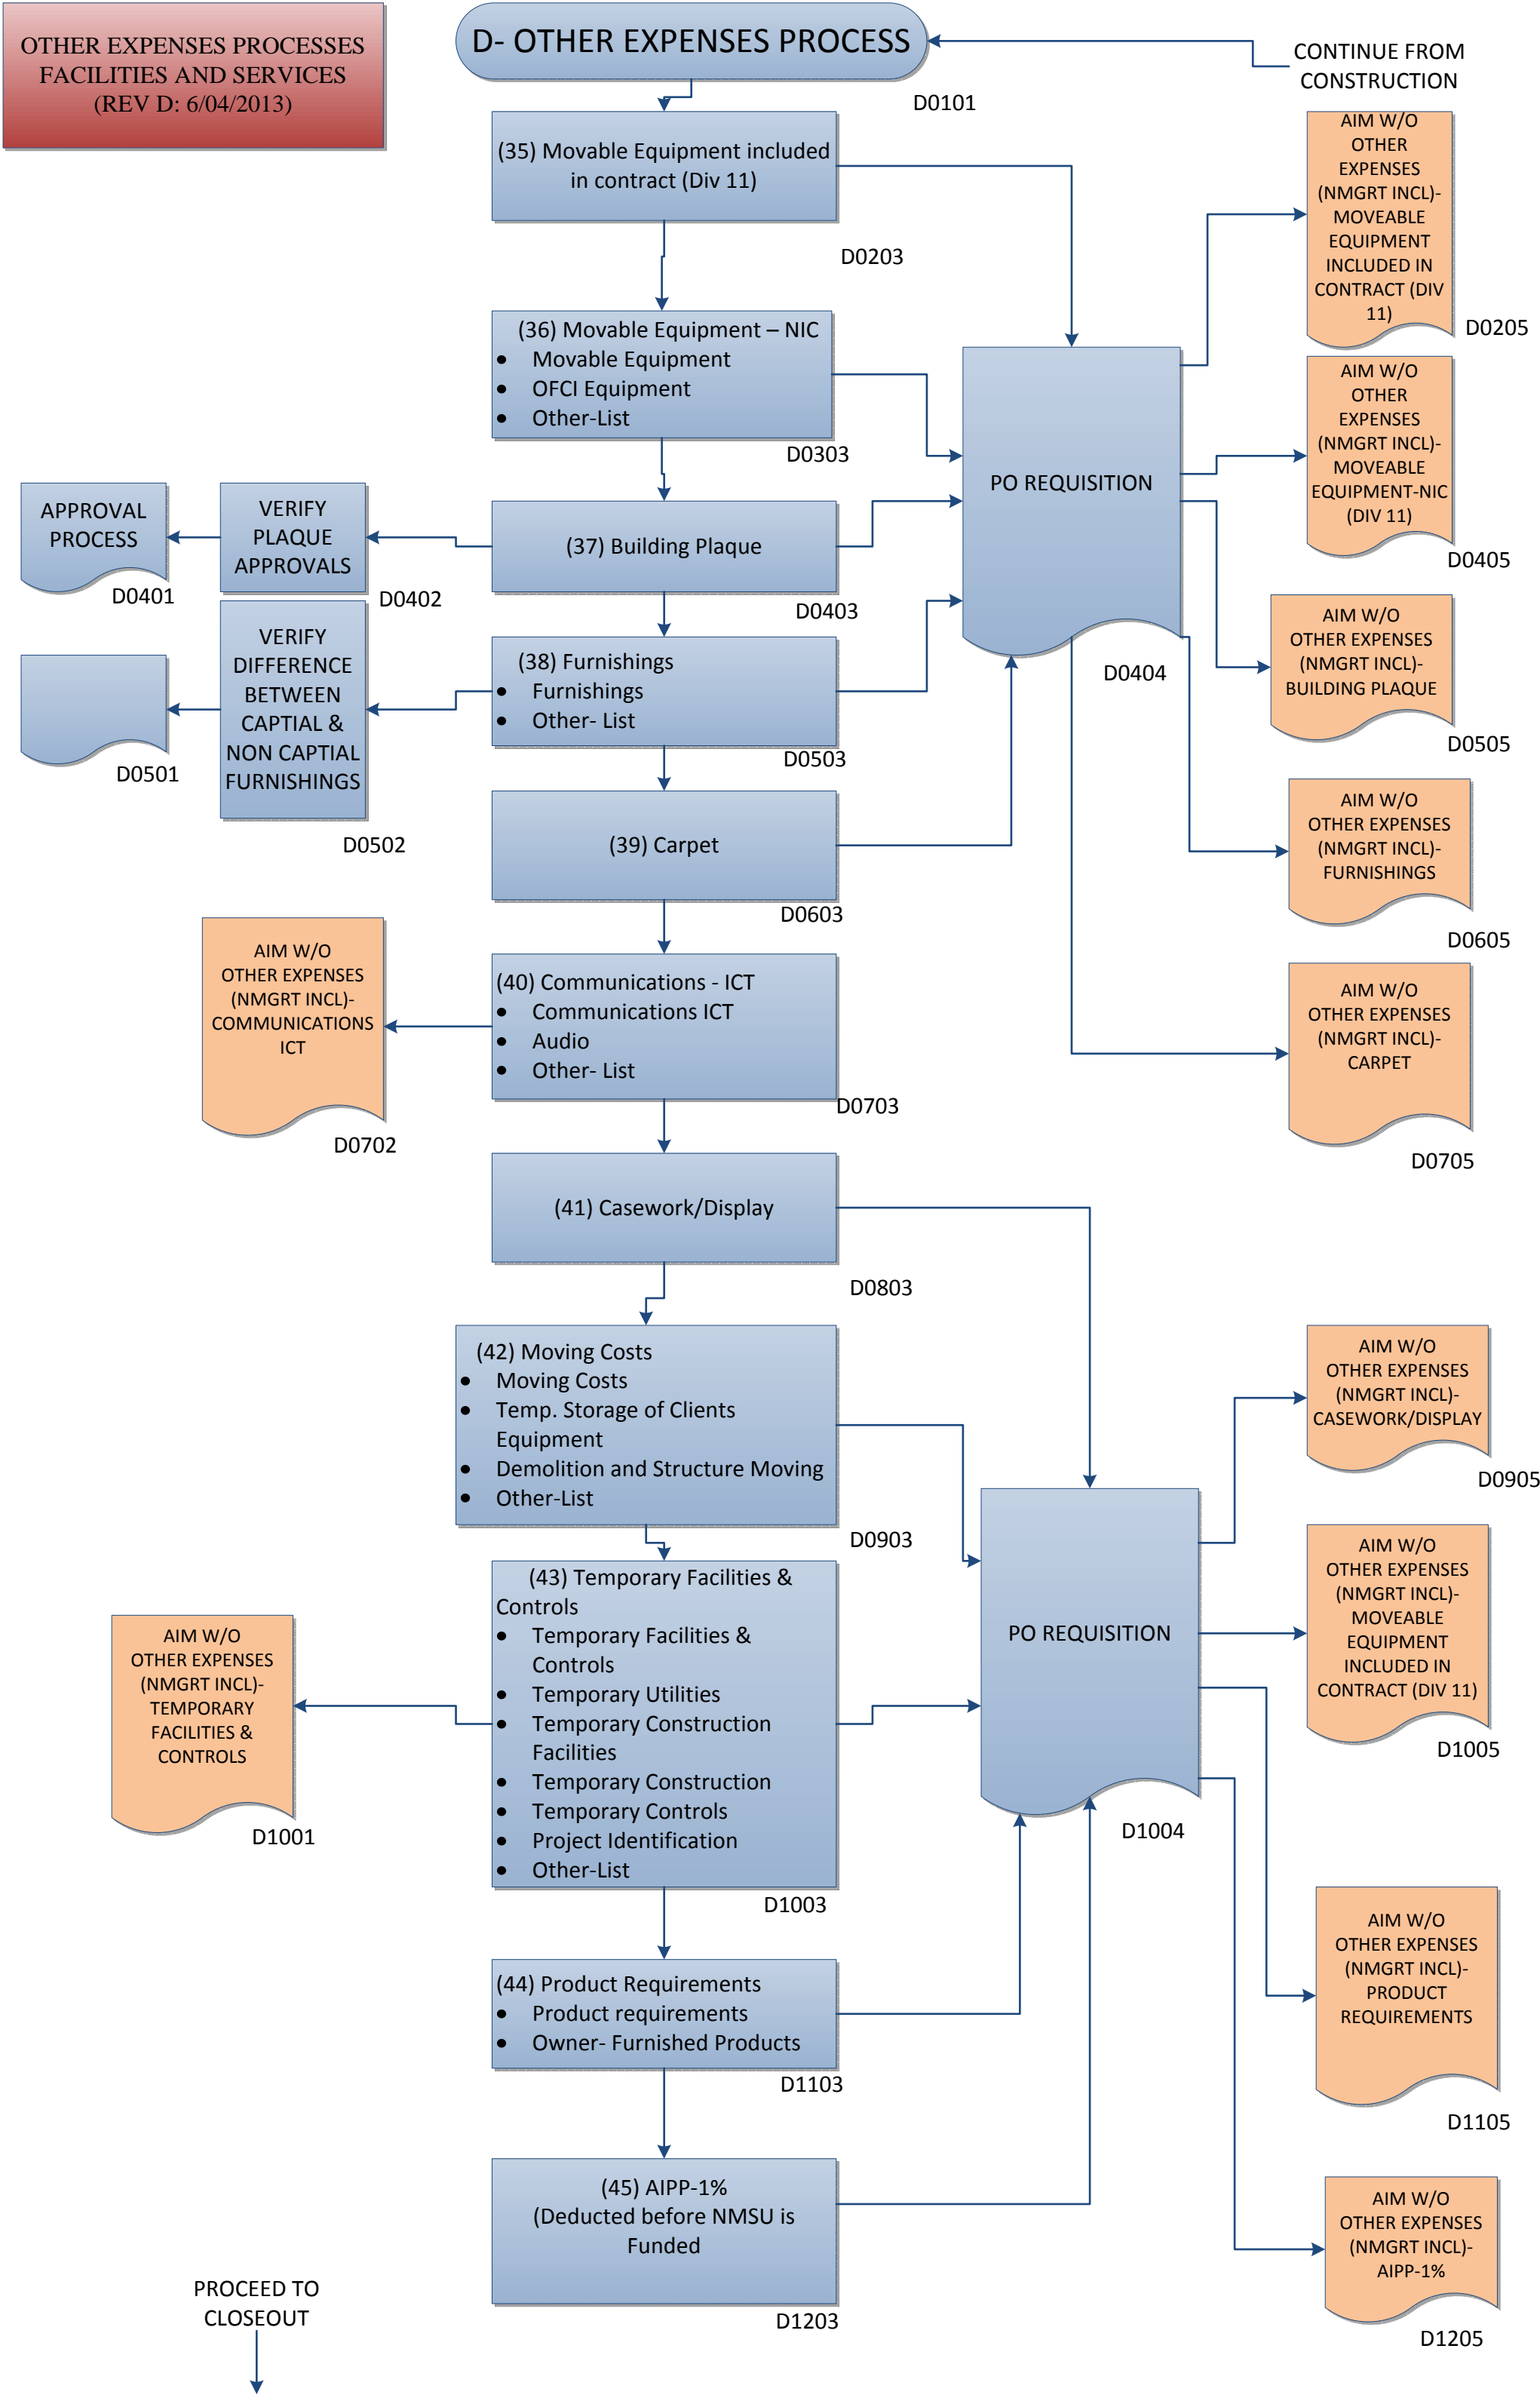 OTHER EXPENSES PROCESSES
FACILITIES AND SERVICES
(REV D: 6/04/2013)
D- OTHER EXPENSES PROCESS
CONTINUE FROM
CONSTRUCTION
D0101
(35) Movable Equipment included
in contract (Div 11)
D0203
AIM W/O
OTHER
EXPENSES
(NMGRT INCL)-
MOVEABLE
EQUIPMENT
INCLUDED IN
CONTRACT (DIV
11)
D0205
(36) Movable Equipment – NIC
• Movable Equipment
• OFCI Equipment
• Other-List
D0303
PO REQUISITION
D0404
AIM W/O
OTHER
EXPENSES
(NMGRT INCL)-
MOVEABLE
EQUIPMENT-NIC
(DIV 11)
D0405
APPROVAL
PROCESS
D0401
VERIFY
PLAQUE
APPROVALS
D0402
(37) Building Plaque
D0403
AIM W/O
OTHER EXPENSES
(NMGRT INCL)-
BUILDING PLAQUE
D0505
D0501
VERIFY
DIFFERENCE
BETWEEN
CAPTIAL &
NON CAPTIAL
FURNISHINGS
D0502
(38) Furnishings
• Furnishings
• Other- List
D0503
AIM W/O
OTHER EXPENSES
(NMGRT INCL)-
FURNISHINGS
D0605
(39) Carpet
D0603
AIM W/O
OTHER EXPENSES
(NMGRT INCL)-
COMMUNICATIONS
ICT
D0702
(40) Communications - ICT
• Communications ICT
• Audio
• Other- List
D0703
AIM W/O
OTHER EXPENSES
(NMGRT INCL)-
CARPET
D0705
(41) Casework/Display
D0803
(42) Moving Costs
• Moving Costs
• Temp. Storage of Clients
Equipment
• Demolition and Structure Moving
• Other-List
D0903
AIM W/O
OTHER EXPENSES
(NMGRT INCL)-
CASEWORK/DISPLAY
D0905
PO REQUISITION
D1004
AIM W/O
OTHER EXPENSES
(NMGRT INCL)-
MOVEABLE
EQUIPMENT
INCLUDED IN
CONTRACT (DIV 11)
D1005
AIM W/O
OTHER EXPENSES
(NMGRT INCL)-
TEMPORARY
FACILITIES &
CONTROLS
D1001
(43) Temporary Facilities &
Controls
• Temporary Facilities &
Controls
• Temporary Utilities
• Temporary Construction
Facilities
• Temporary Construction
• Temporary Controls
• Project Identification
• Other-List
D1003
(44) Product Requirements
• Product requirements
• Owner- Furnished Products
D1103
AIM W/O
OTHER EXPENSES
(NMGRT INCL)-
PRODUCT
REQUIREMENTS
D1105
(45) AIPP-1%
(Deducted before NMSU is
Funded
D1203
AIM W/O
OTHER EXPENSES
(NMGRT INCL)-
AIPP-1%
D1205
PROCEED TO
CLOSEOUT